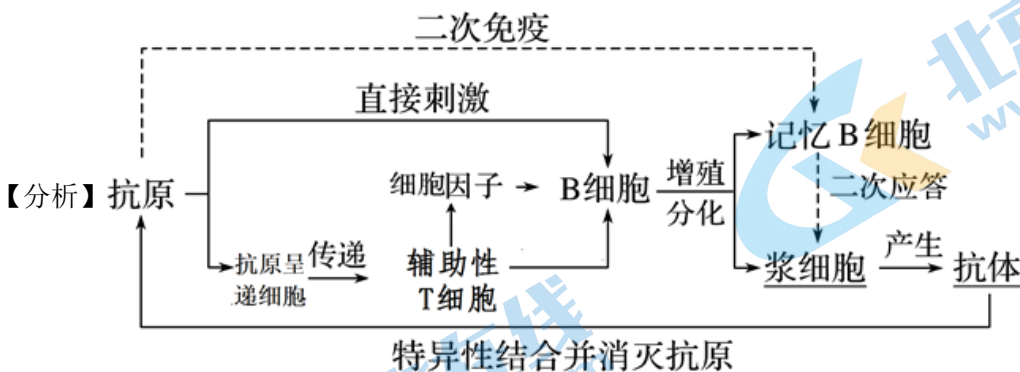 二次免疫
直接刺激
【分析】抗原
细胞因子
B细胞
增殖
分化
记忆B细胞
二次应答
抗原呈
递细胞
传递
辅助性
T细胞
浆细胞
产生
抗体
特异性结合并消灭抗原